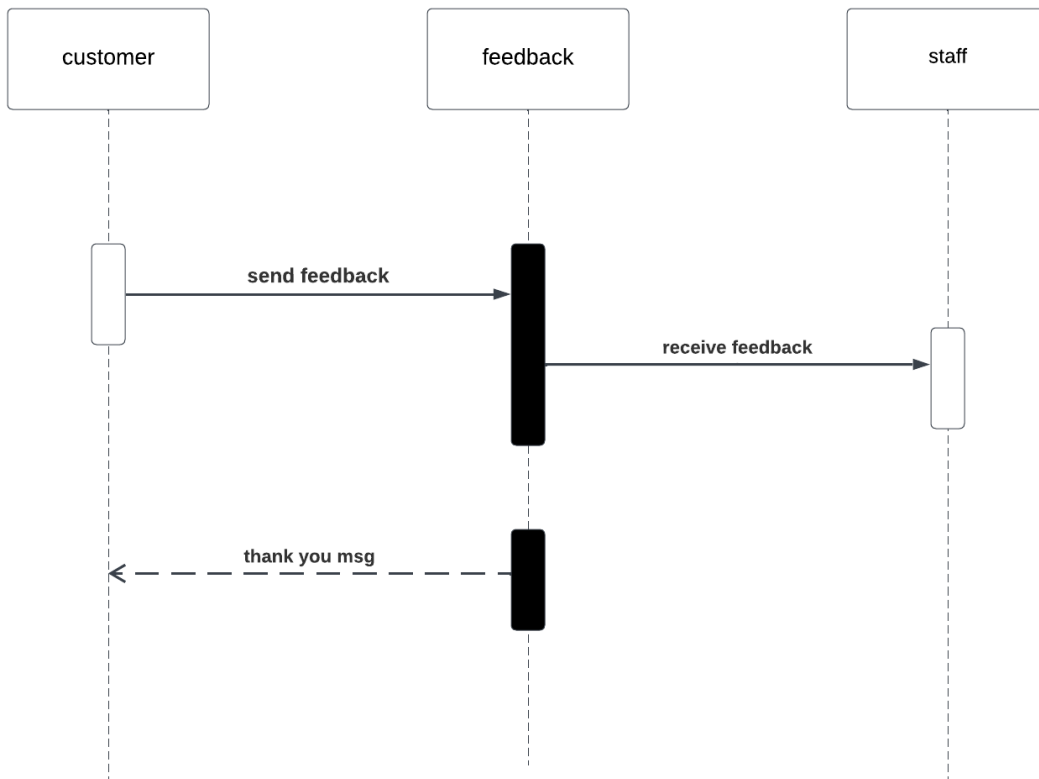 customer
feedback
staff
send feedback
receive feedback
thank you msg